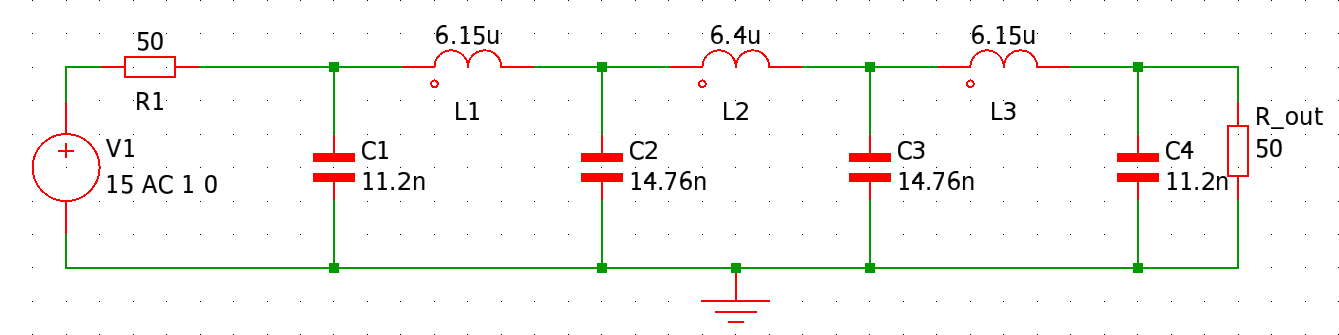 50
R1
V1
15 AC 1 0
C1
11.2n
6.15u
L1
C2
14.76n
6.4u
L2
C3
14.76n
6.15u
L3
C4
11.2n
R_out
50